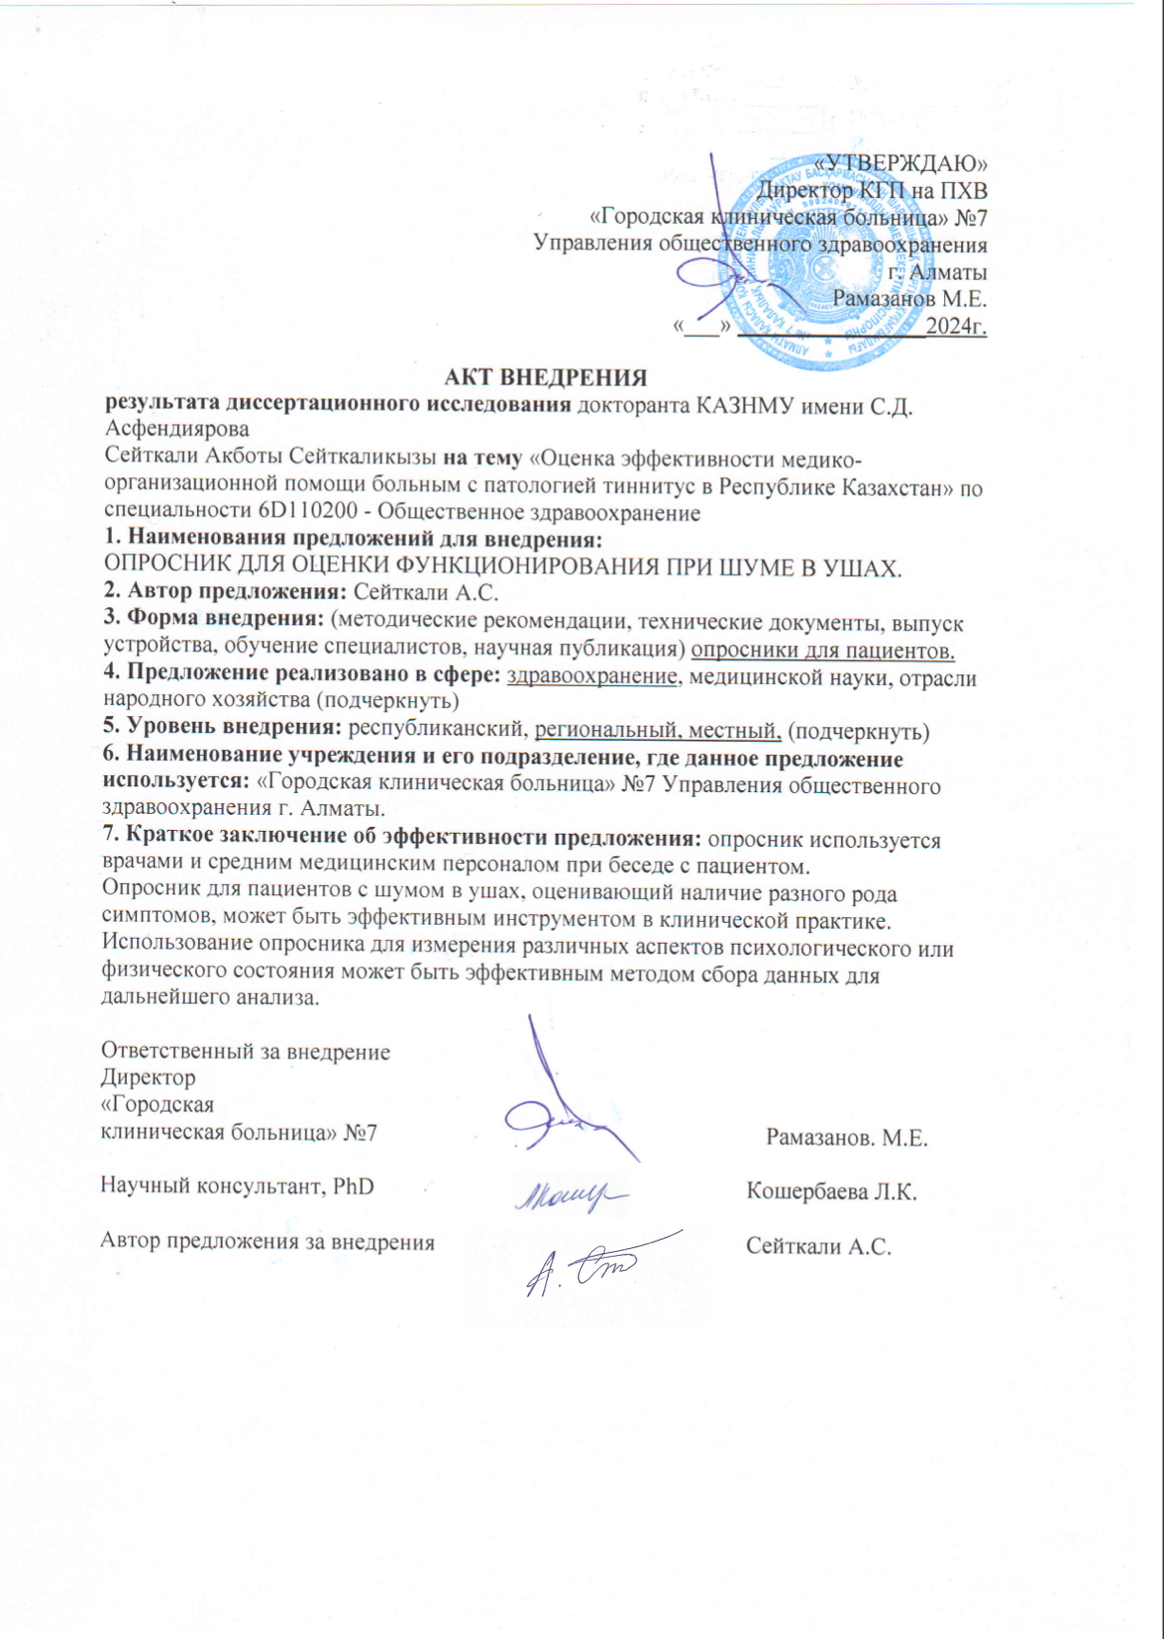 «УТВЕРЖДАЮ»
Директор КГП на ПХВ
«Городская клиническая больница» №7
Управления общественного здравоохранения
г. Алматы
Рамазанов М.Е.
«___» ________________2024г.
АКТ ВНЕДРЕНИЯ
результата диссертационного исследования докторанта КАЗНМУ имени С.Д.
Асфендиярова
Сейткали Акботы Сейткаликызы на тему «Оценка эффективности медико-
организационной помощи больным с патологией тиннитус в Республике Казахстан» по
специальности 6D110200 - Общественное здравоохранение
1. Наименования предложений для внедрения:
ОПРОСНИК ДЛЯ ОЦЕНКИ ФУНКЦИОНИРОВАНИЯ ПРИ ШУМЕ В УШАХ.
2. Автор предложения: Сейткали А.С.
3. Форма внедрения: (методические рекомендации, технические документы, выпуск
устройства, обучение специалистов, научная публикация) опросники для пациентов.
4. Предложение реализовано в сфере: здравоохранение, медицинской науки, отрасли
народного хозяйства (подчеркнуть)
5. Уровень внедрения: республиканский, региональный, местный, (подчеркнуть)
6. Наименование учреждения и его подразделение, где данное предложение
используется: «Городская клиническая больница» №7 Управления общественного
здравоохранения г. Алматы.
7. Краткое заключение об эффективности предложения: опросник используется
врачами и средним медицинским персоналом при беседе с пациентом.
Опросник для пациентов с шумом в ушах, оценивающий наличие разного рода
симптомов, может быть эффективным инструментом в клинической практике.
Использование опросника для измерения различных аспектов психологического или
физического состояния может быть эффективным методом сбора данных для
дальнейшего анализа.
Ответственный за внедрение
Директор
«Городская
клиническая больница» №7 Рамазанов. М.Е.
Научный консультант, PhD Кошербаева Л.К.
Автор предложения за внедрения Сейткали А.С.